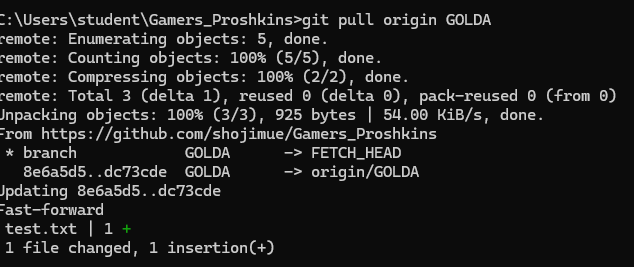 C:\Users\student\Gamers_Proshkins>git pull origin GOLDA
remote: Enumerating objects: 5, done.
remote: Counting objects: 100% (5/5), done.
remote: Compressing objects: 100% (2/2), done.
remote: Total 3 (delta 1), reused 0 (delta 0), pack-reused 0 (from 0)
Unpacking objects: 100% (3/3), 925 bytes | 54.00 KiB/s, done.
From https://github.com/shojimue/Gamers_Proshkins
 * branch            GOLDA      -> FETCH_HEAD
   8e6a5d5..dc73cde  GOLDA      -> origin/GOLDA
Updating 8e6a5d5..dc73cde
Fast-forward
 test.txt | 1 +
 1 file changed, 1 insertion(+)